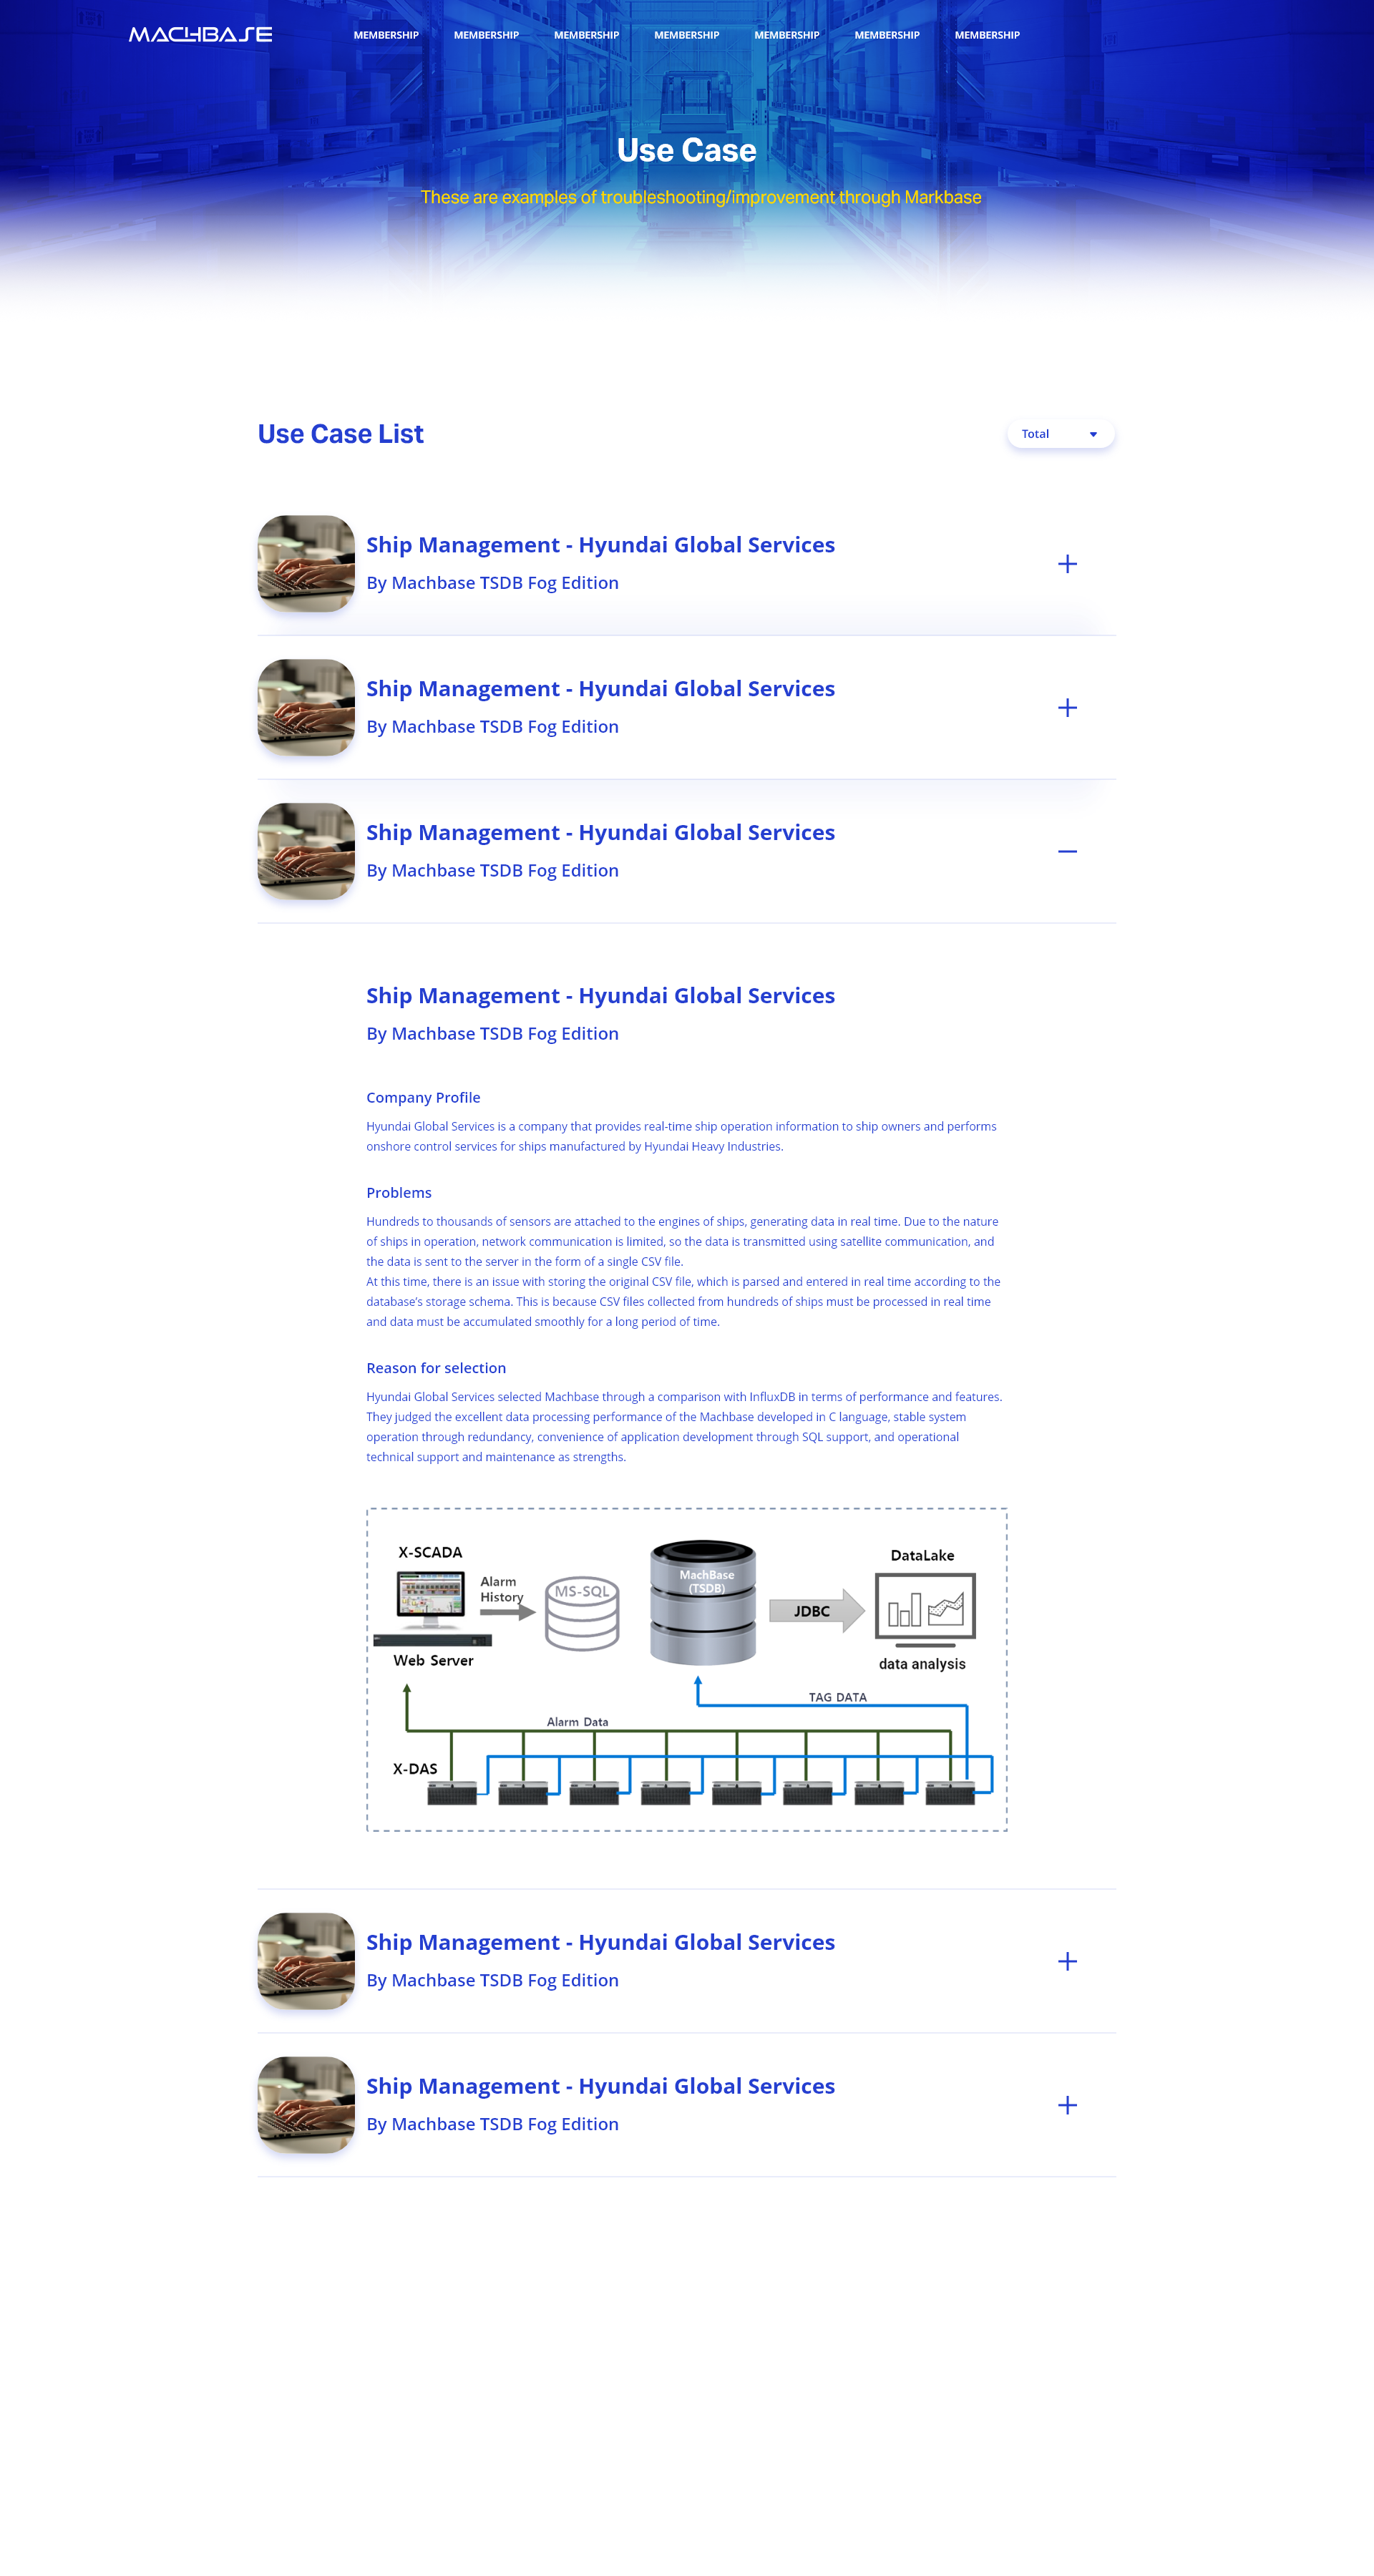 MACHBASE
MEMBERSHIP MEMBERSHIP MEMBERSHIP MEMBERSHIP MEMBERSHIP MEMBERSHIP MEMBERSHIP
Use Case
These are examples of troubleshooting/improvement through Markbase
Use Case List
Total
Ship Management - Hyundai Global Services
By Machbase TSDB Fog Edition
Ship Management - Hyundai Global Services
By Machbase TSDB Fog Edition
Ship Management - Hyundai Global Services
By Machbase TSDB Fog Edition
Ship Management - Hyundai Global Services
By Machbase TSDB Fog Edition
Company Profile
Hyundai Global Services is a company that provides real-time ship operation information to ship owners and performs
onshore control services for ships manufactured by Hyundai Heavy Industries.
Problems
Hundreds to thousands of sensors are attached to the engines of ships, generating data in real time. Due to the nature
of ships in operation, network communication is limited, so the data is transmitted using satellite communication, and
the data is sent to the server in the form of a single CSV file.
At this time, there is an issue with storing the original CSV file, which is parsed and entered in real time according to the
database’s storage schema. This is because CSV files collected from hundreds of ships must be processed in real time
and data must be accumulated smoothly for a long period of time.
Reason for selection
Hyundai Global Services selected Machbase through a comparison with InfluxDB in terms of performance and features.
They judged the excellent data processing performance of the Machbase developed in C language, stable system
operation through redundancy, convenience of application development through SQL support, and operational
technical support and maintenance as strengths.
X-SCADA
Alarm
History
MS-SQL
MachBase
(TSDB)
JDBC
DataLake
Web Server
data analysis
TAG DATA
Alarm Data
X-DAS
Ship Management - Hyundai Global Services
By Machbase TSDB Fog Edition
Ship Management - Hyundai Global Services
By Machbase TSDB Fog Edition